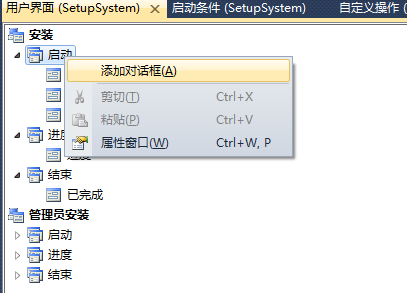 用户界面 (SetupSystem) 启动条件 (SetupSystem) 自定义操作
安装
启动
添加对话框(A)
剪切(T) Ctrl+X
粘贴(P) Ctrl+V
属性窗口(W) Ctrl+W, P
结束
已完成
管理员安装
启动
进度
结束